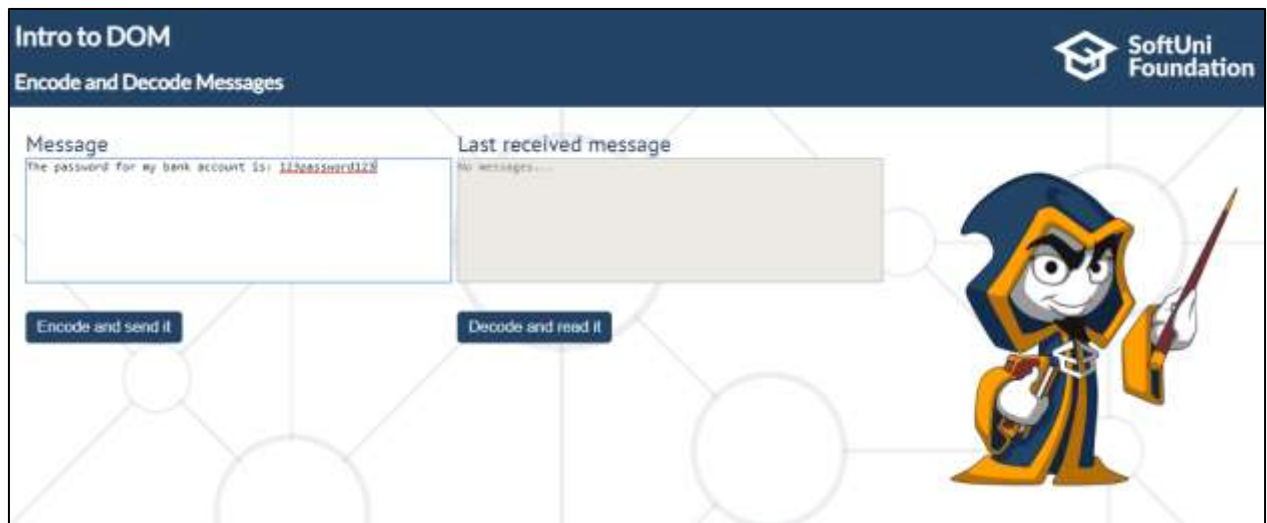 Intro to DOM
SoftUni
Foundation
Encode and Decode Messages
Message
Last received message
The password for my bank account is: 123password123
No messages...
Encode and send it
Decode and read it